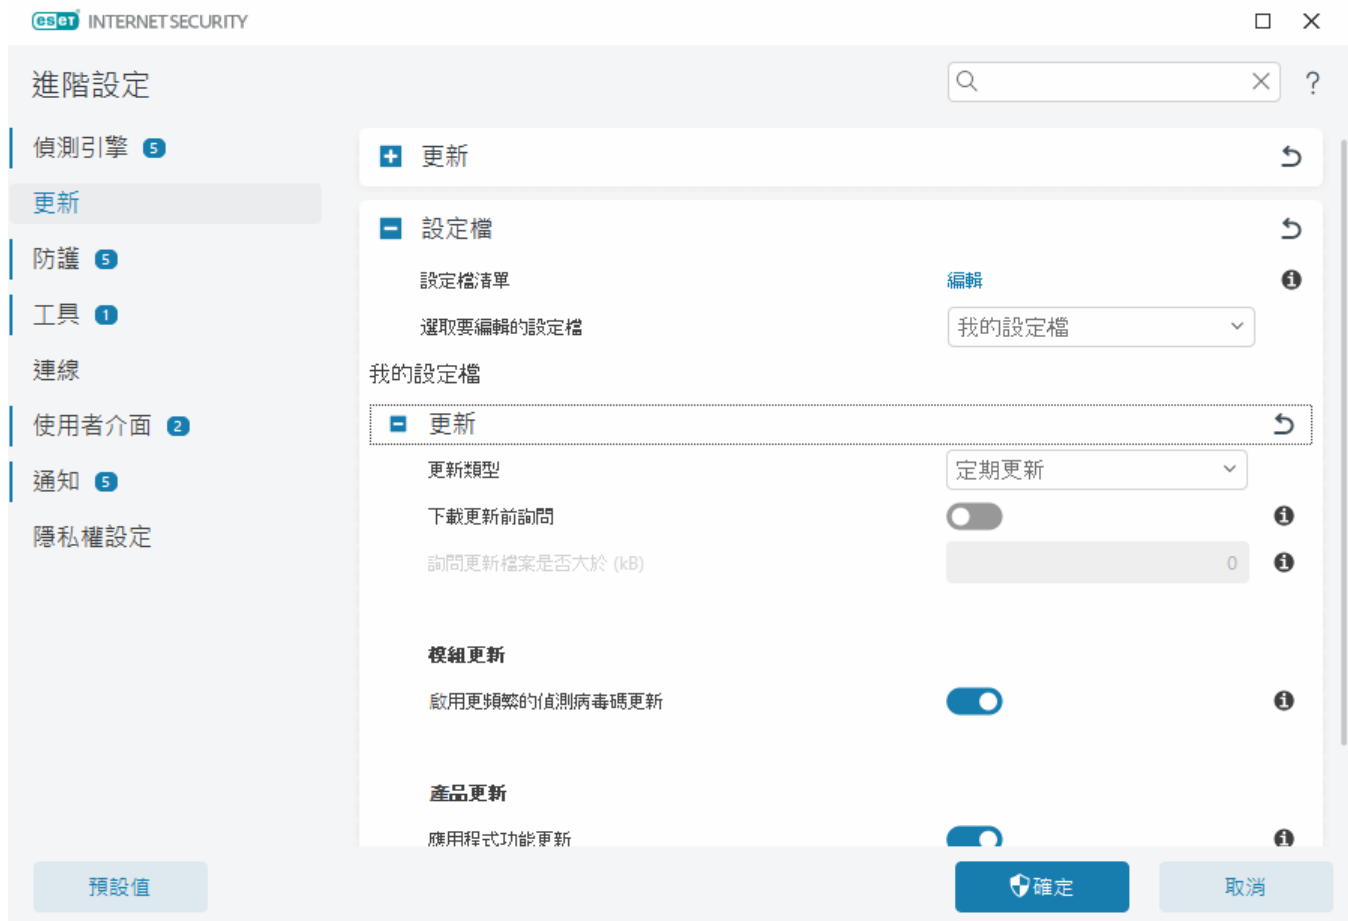 eset INTERNET SECURITY
進階設定
?
偵測引擎 5
更新
防護 5
工具 1
連線
使用者介面 2
通知 5
隱私權設定
更新
設定檔
設定檔清單 編輯
選取要編輯的設定檔 我的設定檔
我的設定檔
更新
更新類型 定期更新
下載更新前詢問
詢問更新檔案是否大於 (kB) 0
模組更新
啟用更頻繁的偵測病毒碼更新
產品更新
應用程式功能更新
預設值 確定 取消